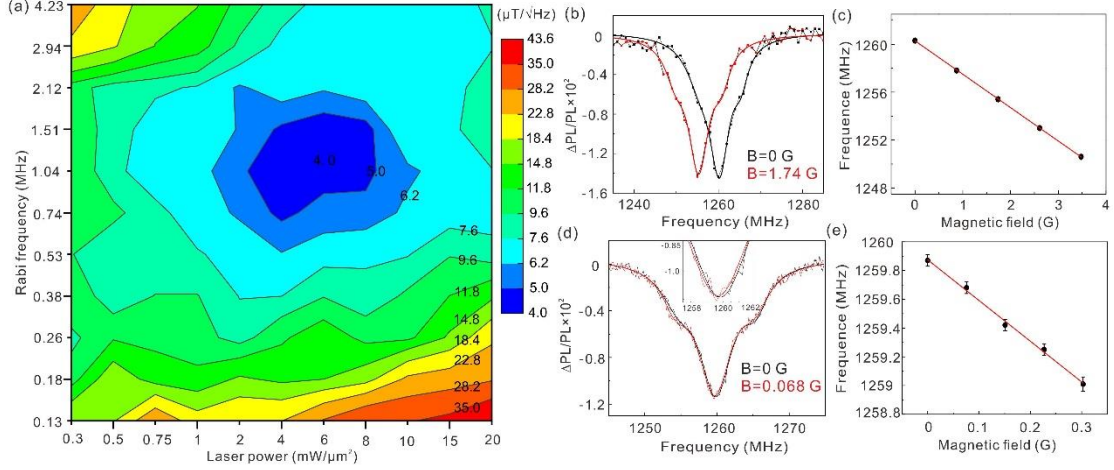 (a)
4.23
2.94
2.12
1.51
1.04
0.74
0.53
0.38
0.26
0.18
0.13
Rabi frequency (MHz)
0.3 0.5 0.75 1 2 4 6 8 10 15 20
Laser power (mW/μm²)
4.0
5.0
6.2
7.6
9.6
11.8
14.8
18.4
22.8
28.2
35.0
(μT/√Hz)
43.6
35.0
28.2
22.8
18.4
14.8
11.8
9.6
7.6
6.2
5.0
4.0
(b)
0
-0.4
-0.8
-1.2
-1.6
ΔPL/PL×10²
B=0 G
B=1.74 G
1240 1250 1260 1270 1280
Frequency (MHz)
(c)
1260
1256
1252
1248
Frequence (MHz)
0 1 2 3 4
Magnetic field (G)
(d)
0
-0.4
-0.8
-1.2
ΔPL/PL×10²
-0.88
-1.0
1258 1260 1262
B=0 G
B=0.068 G
1250 1260 1270
Frequency (MHz)
(e)
1260
1259.8
1259.6
1259.4
1259.2
1259
1258.8
Frequence (MHz)
0 0.1 0.2 0.3
Magnetic field (G)